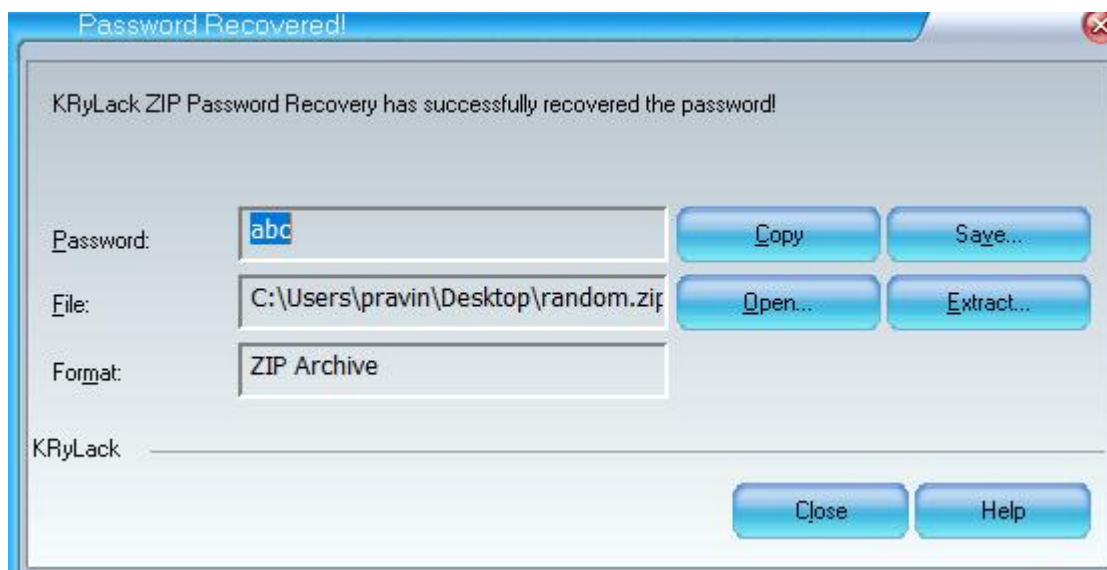 Password Recovered!
KRyLack ZIP Password Recovery has successfully recovered the password!
Password: abc Copy Save...
File: C:\Users\pravin\Desktop\random.zip Open... Extract...
Format: ZIP Archive
KRyLack
Close Help